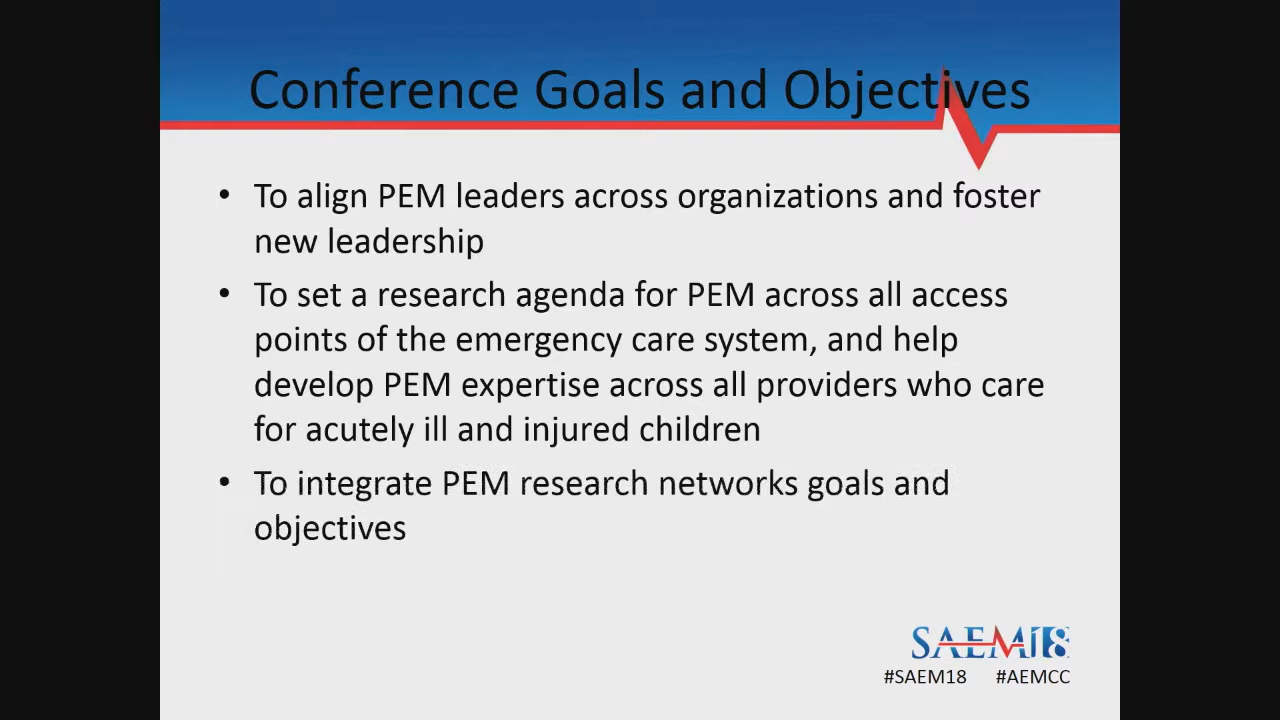 Conference Goals and Objectives
• To align PEM leaders across organizations and foster
new leadership
• To set a research agenda for PEM across all access
points of the emergency care system, and help
develop PEM expertise across all providers who care
for acutely ill and injured children
• To integrate PEM research networks goals and
objectives
SAEM18
#SAEM18 #AEMCC